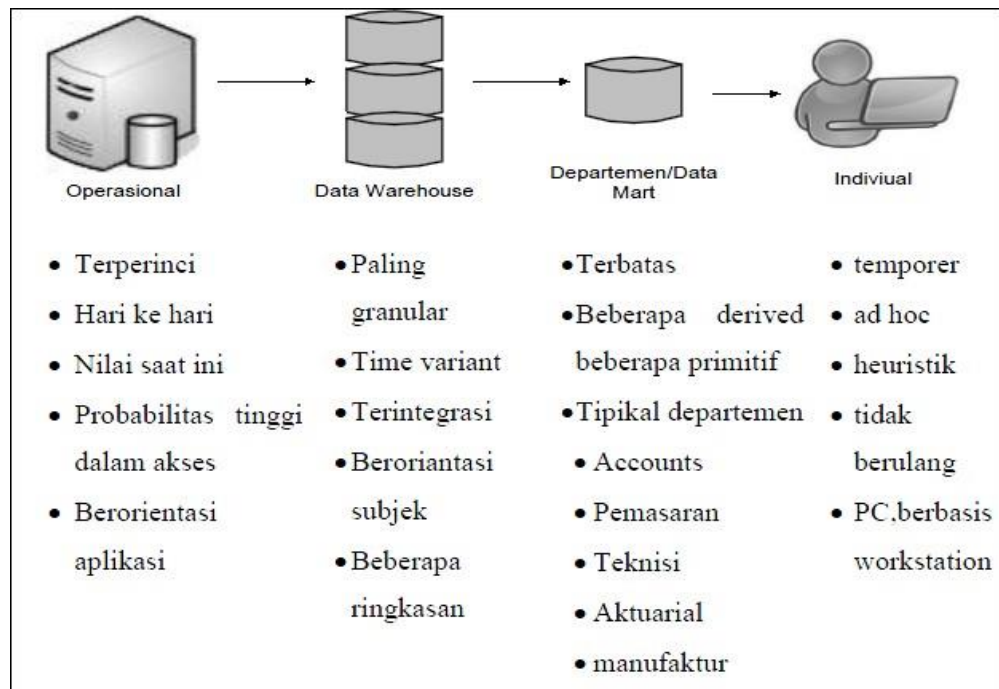 Operasional
Data Warehouse
Departemen/Data
Mart
Indiviual
• Terperinci
• Hari ke hari
• Nilai saat ini
• Probabilitas tinggi
dalam akses
• Berorientasi
aplikasi
• Paling
granular
• Time variant
• Terintegrasi
• Beroriantasi
subjek
• Beberapa
ringkasan
• Terbatas
• Beberapa derived
beberapa primitif
• Tipikal departemen
• Accounts
• Pemasaran
• Teknisi
• Aktuarial
• manufaktur
• temporer
• ad hoc
• heuristik
• tidak
berulang
• PC.berbasis
workstation